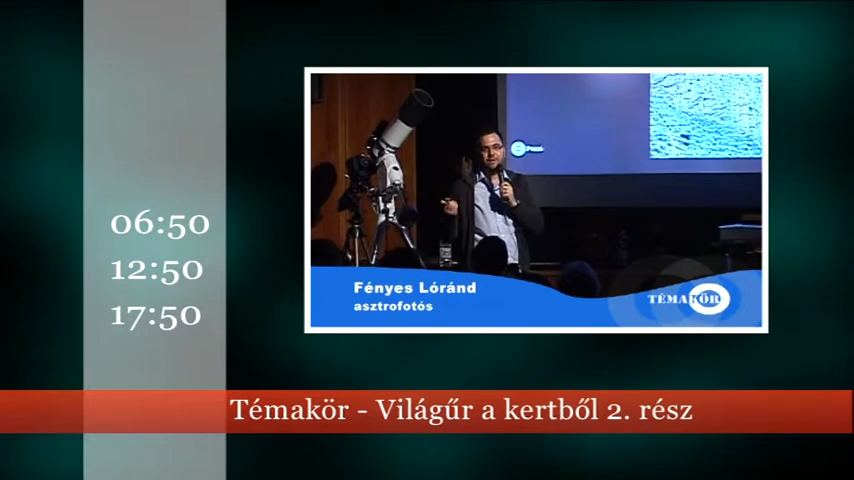 06:50
12:50
17:50
Fényes Lóránd
asztrofotós
TÉMAKÖR
Témakör - Világűr a kertből 2. rész